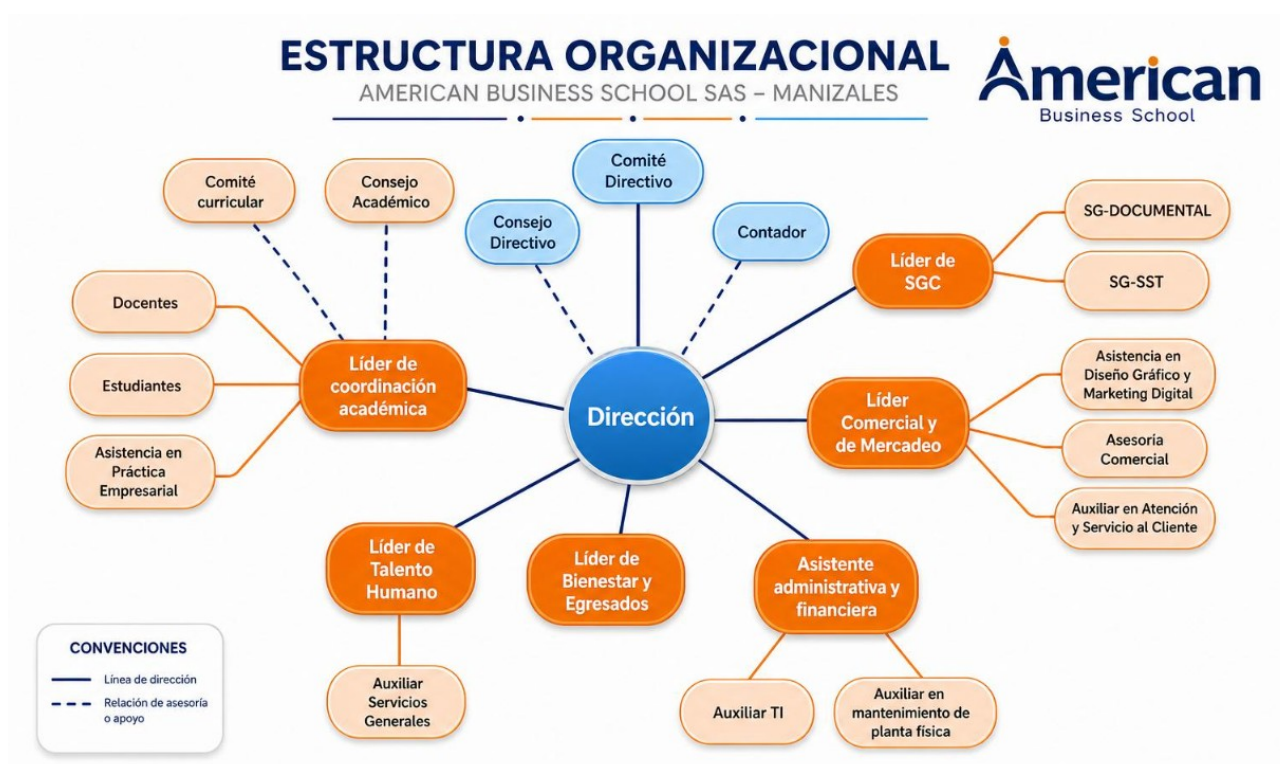 ESTRUCTURA ORGANIZACIONAL
AMERICAN BUSINESS SCHOOL SAS – MANIZALES
American
Business School
Comité
curricular
Consejo
Académico
Consejo
Directivo
Comité
Directivo
Contador
Líder de
SGC
SG-DOCUMENTAL
SG-SST
Docentes
Estudiantes
Asistencia en
Práctica
Empresarial
Líder de
coordinación
académica
Dirección
Líder
Comercial y
de Mercadeo
Asistencia en
Diseño Gráfico y
Marketing Digital
Asesoría
Comercial
Auxiliar en Atención
y Servicio al Cliente
Líder de
Talento
Humano
Líder de
Bienestar y
Egresados
Asistente
administrativa y
financiera
Auxiliar
Servicios
Generales
Auxiliar TI
Auxiliar en
mantenimiento de
planta física
CONVENCIONES
Línea de dirección
Relación de asesoría
o apoyo